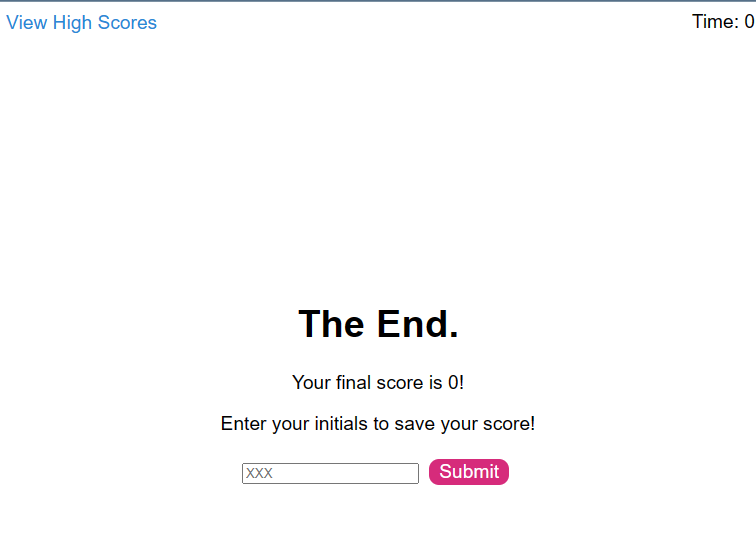 View High Scores
Time: 0
The End.
Your final score is 0!
Enter your initials to save your score!
XXX
Submit